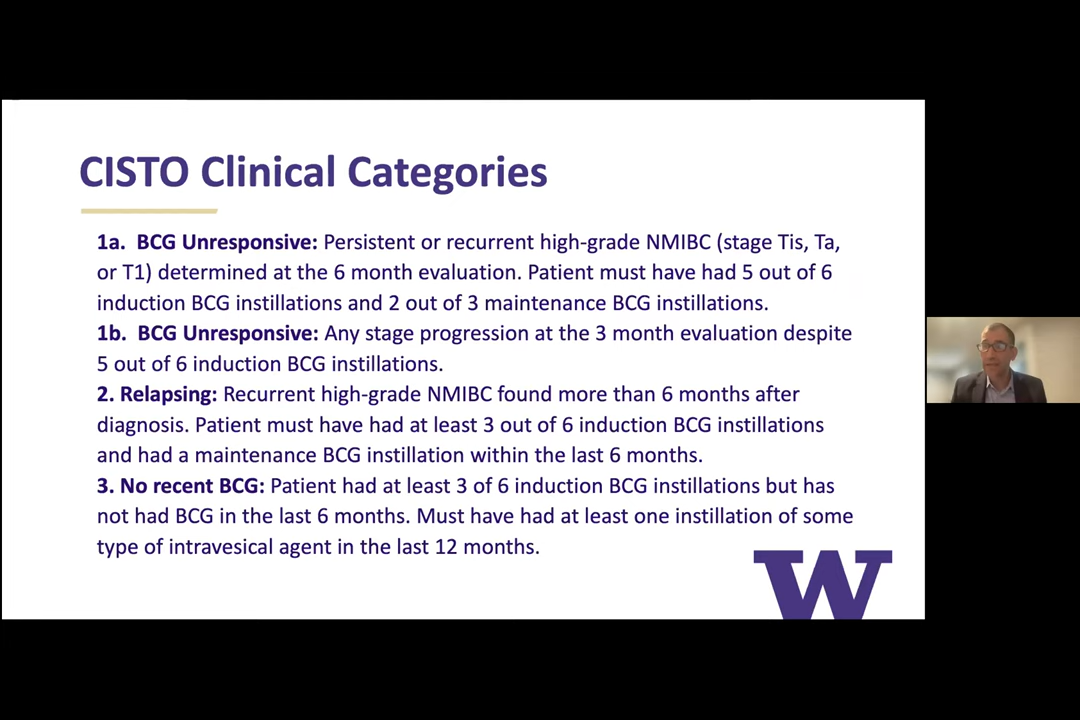 CISTO Clinical Categories
1a. BCG Unresponsive: Persistent or recurrent high-grade NMIBC (stage Tis, Ta,
or T1) determined at the 6 month evaluation. Patient must have had 5 out of 6
induction BCG instillations and 2 out of 3 maintenance BCG instillations.
1b. BCG Unresponsive: Any stage progression at the 3 month evaluation despite
5 out of 6 induction BCG instillations.
2. Relapsing: Recurrent high-grade NMIBC found more than 6 months after
diagnosis. Patient must have had at least 3 out of 6 induction BCG instillations
and had a maintenance BCG instillation within the last 6 months.
3. No recent BCG: Patient had at least 3 of 6 induction BCG instillations but has
not had BCG in the last 6 months. Must have had at least one instillation of some
type of intravesical agent in the last 12 months.
W